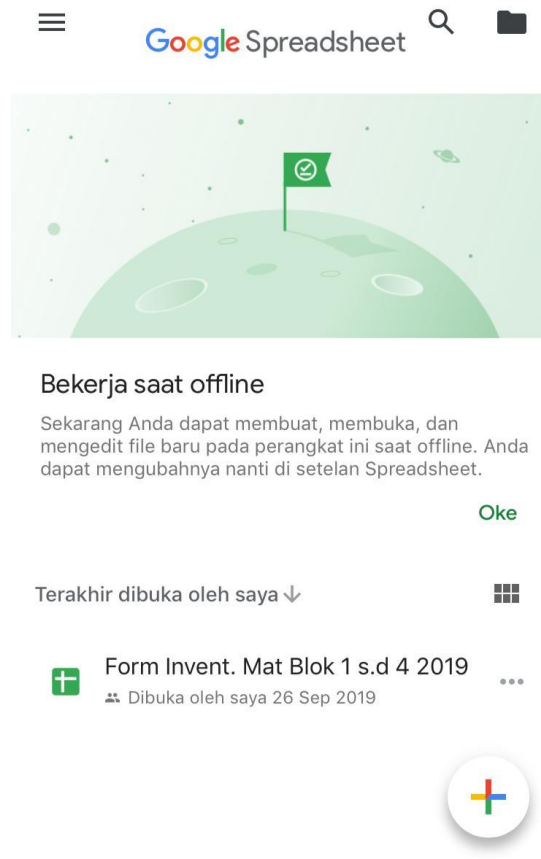 Google Spreadsheet
Bekerja saat offline
Sekarang Anda dapat membuat, membuka, dan
mengedit file baru pada perangkat ini saat offline. Anda
dapat mengubahnya nanti di setelan Spreadsheet.
Oke
Terakhir dibuka oleh saya
Form Invent. Mat Blok 1 s.d 4 2019
Dibuka oleh saya 26 Sep 2019